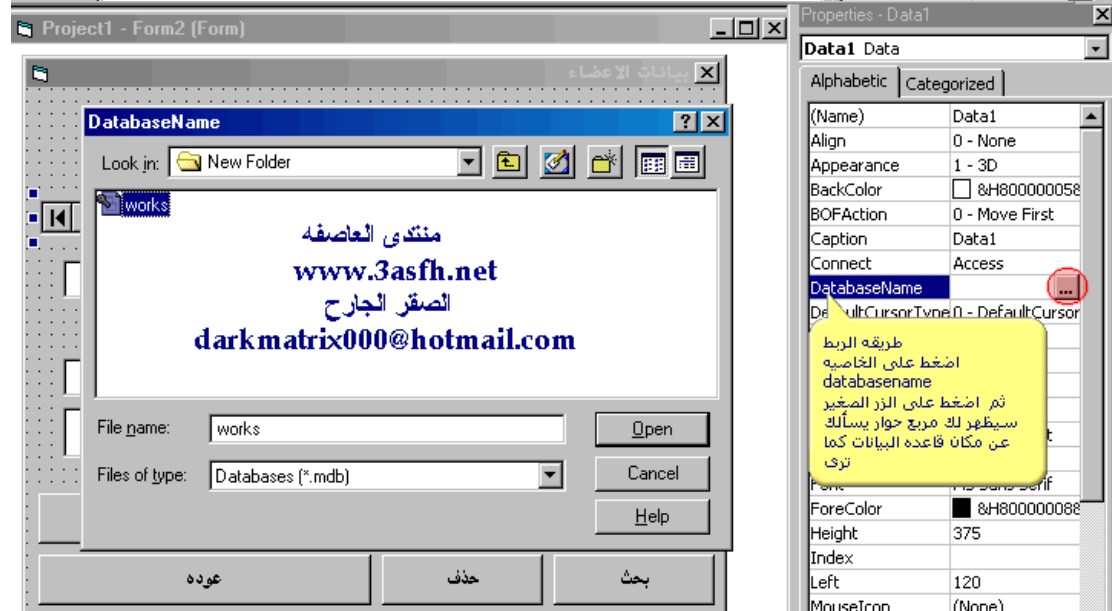 Project1 - Form2 (Form)
بيانات الاعضاء
DatabaseName
Look in:
New Folder
works
منتدى العاصفه
www.3asfh.net
الصقر الجارح
darkmatrix000@hotmail.com
File name:
works
Open
Files of type:
Databases (*.mdb)
Cancel
Help
عوده
حذف
بحث
Properties - Data1
Data1 Data
Alphabetic
Categorized
(Name) Data1
Align 0 - None
Appearance 1 - 3D
BackColor &H800000058
BOFAction 0 - Move First
Caption Data1
Connect Access
DatabaseName ...
0 - DefaultCursor
طريقه الربط
اضغط على الخاصيه
databasename
ثم اضغط على الزر الصغير
سيظهر لك مربع حوار يسألك
عن مكان قاعده البيانات كما
ترى
ForeColor &H800000088
Height 375
Index
Left 120
MouseIcon (None)